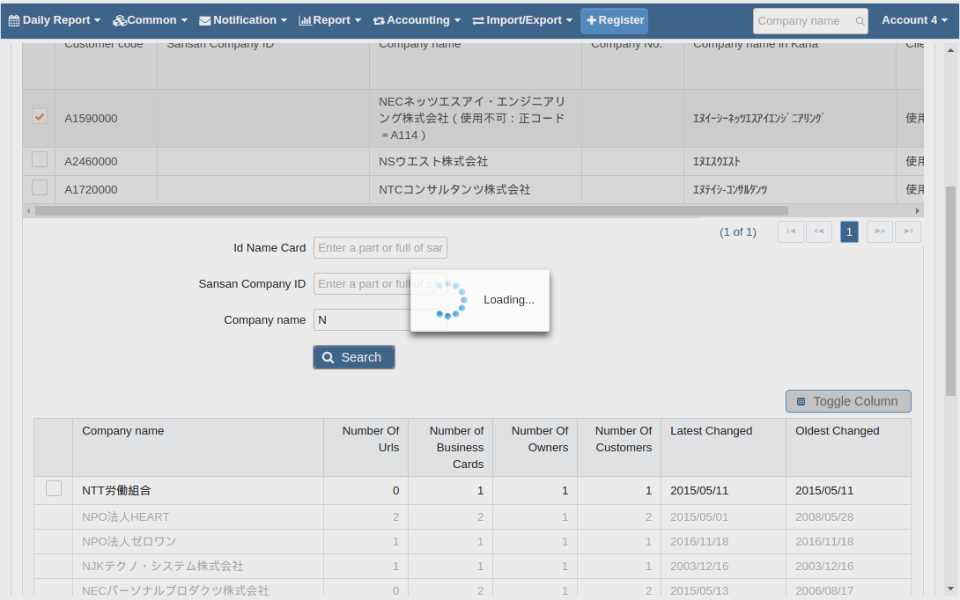 Daily Report Common Notification Report Accounting Import/Export Register Company name Account 4
Customer code Sansan Company ID Company name Company No. Company name in Kana Clie
NECネッツエスアイ・エンジニアリ
A1590000 ング株式会社（使用不可：正コード ｴﾇｲｰｼｰﾈｯﾂｴｽｱｲｴﾝｼﾞﾆｱﾘﾝｸﾞ 使用
＝A114）
A2460000 NSウエスト株式会社 ｴﾇｴｽｳｴｽﾄ 使用
A1720000 NTCコンサルタンツ株式会社 ｴﾇﾃｲｼｰｺﾝｻﾙﾀﾝﾂ 使用
(1 of 1) 1
Id Name Card Enter a part or full of sar
Sansan Company ID Enter a part or full of sar
Loading...
Company name N
Search
Toggle Column
Company name Number Of Number of Number Of Number Of Latest Changed Oldest Changed
Urls Business Owners Customers
Cards
NTT労働組合 0 1 1 1 2015/05/11 2015/05/11
NPO法人HEART 2 2 1 2 2015/05/01 2008/05/28
NPO法人ゼロワン 1 1 1 1 2016/11/18 2016/11/18
NJKテクノ・システム株式会社 1 1 1 1 2003/12/16 2003/12/16
NECパーソナルプロダクツ株式会社 0 2 1 2 2015/05/13 2006/08/17